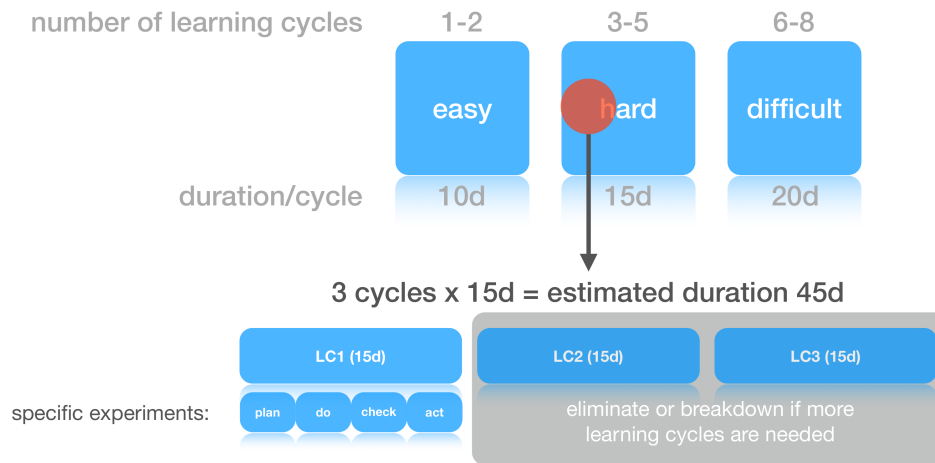 number of learning cycles 1-2 3-5 6-8
easy hard difficult
duration/cycle 10d 15d 20d
3 cycles x 15d = estimated duration 45d
LC1 (15d) LC2 (15d) LC3 (15d)
specific experiments: plan do check act
eliminate or breakdown if more
learning cycles are needed